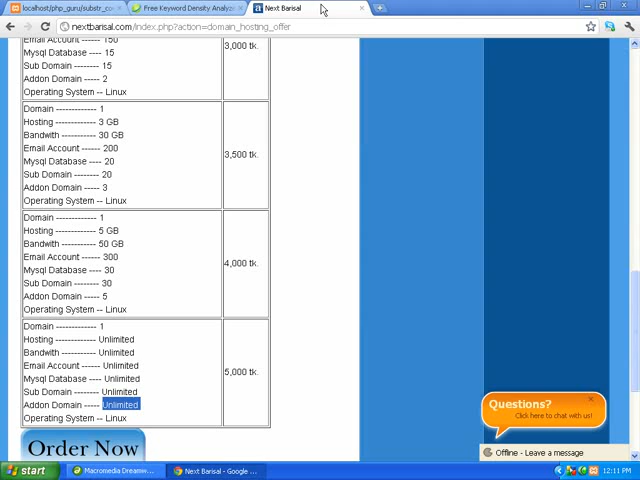 localhost/php_guru/substr_co
Free Keyword Density Analyz
Next Barisal
nextbarisal.com/index.php?action=domain_hosting_offer
Email Account ------ 150
Mysql Database ---- 15
Sub Domain ------- 15
Addon Domain ----- 2
Operating System -- Linux
3,000 tk.
Domain ------------- 1
Hosting ------------ 3 GB
Bandwith ----------- 30 GB
Email Account ------ 200
Mysql Database ---- 20
Sub Domain -------- 20
Addon Domain ----- 3
Operating System -- Linux
3,500 tk.
Domain ------------- 1
Hosting ------------ 5 GB
Bandwith ----------- 50 GB
Email Account ------ 300
Mysql Database ---- 30
Sub Domain -------- 30
Addon Domain ----- 5
Operating System -- Linux
4,000 tk.
Domain ------------- 1
Hosting ------------ Unlimited
Bandwith ----------- Unlimited
Email Account ------ Unlimited
Mysql Database ---- Unlimited
Sub Domain -------- Unlimited
Addon Domain ----- Unlimited
Operating System -- Linux
5,000 tk.
Order Now
Questions?
Click here to chat with us!
Offline - Leave a message
start
Macromedia Dreamw...
Next Barisal - Google ...
12:11 PM